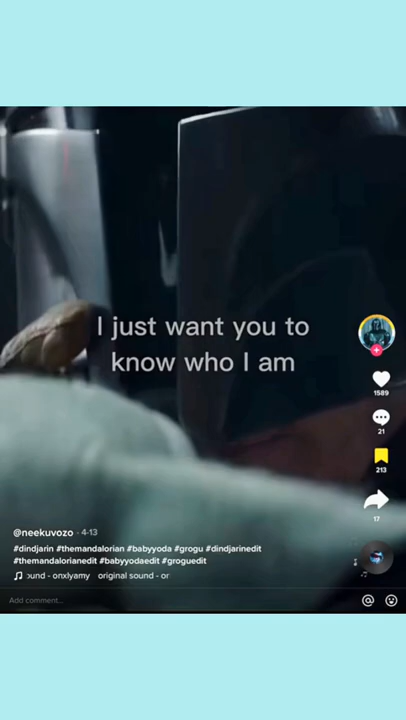 I just want you to
know who I am
1589
21
213
17
@neekuvozo · 4-13
#dindjarin #themandalorian #babyyoda #grogu #dindjarinedit
#themandalorianedit #babyyodaedit #groguedit
ound - onxlyamy original sound - or
Add comment...